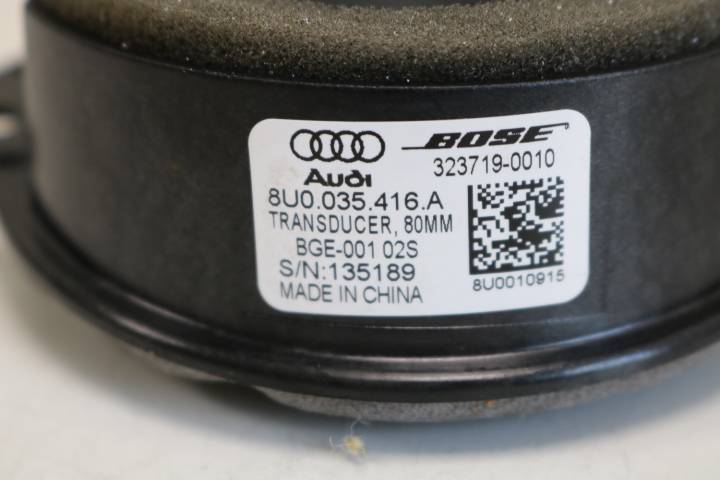 Audi
BOSE
323719-0010
8U0.035.416.A
TRANSDUCER, 80MM
BGE-001 02S
S/N:135189
MADE IN CHINA
8U0010915